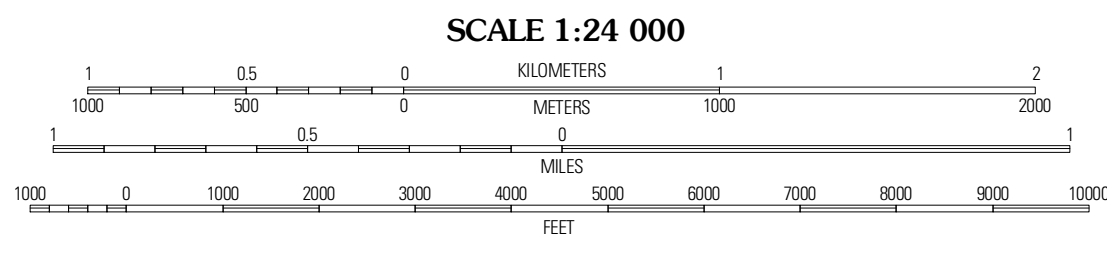 SCALE 1:24 000
1 0.5 0 KILOMETERS 1 2
1000 500 0 METERS 1000 2000
1 0.5 0 1
MILES
1000 0 1000 2000 3000 4000 5000 6000 7000 8000 9000 10000
FEET